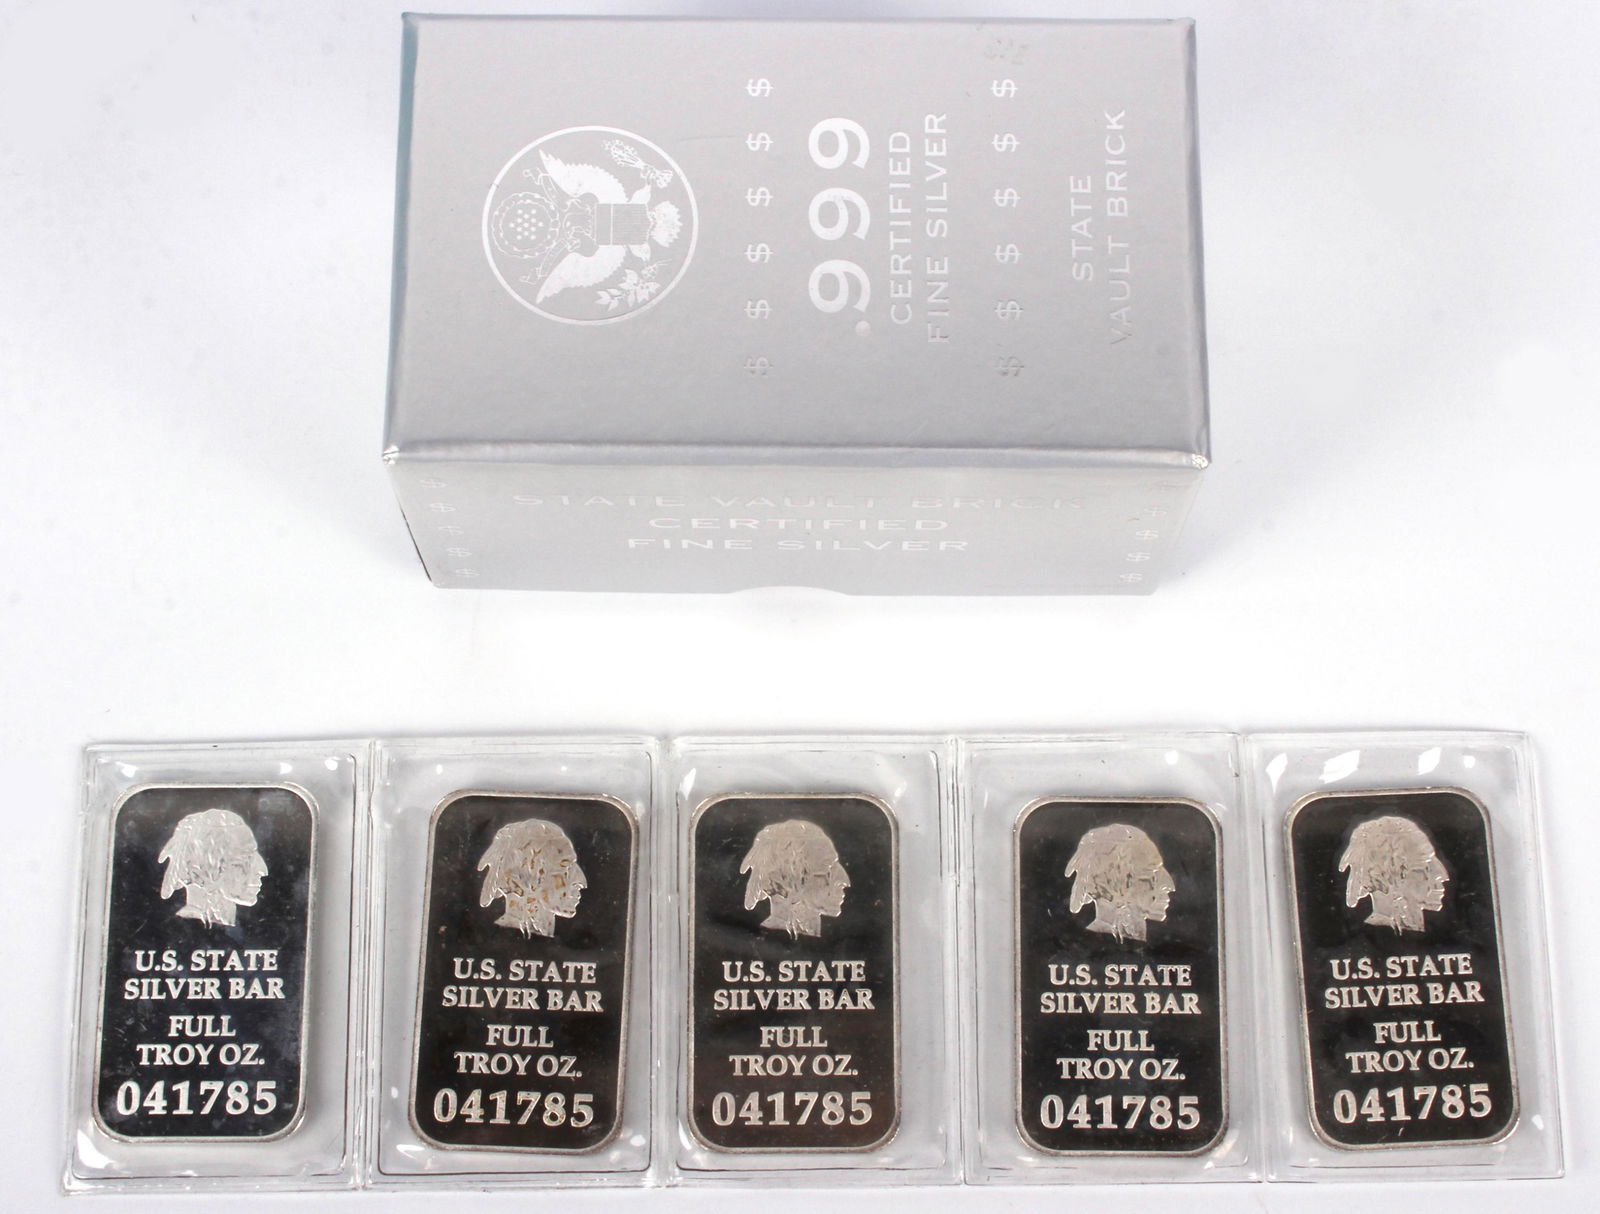 $ $ $ $ $ $
.999
CERTIFIED
FINE SILVER
$ $ $ $ $ $
STATE
VAULT BRICK
STATE VAULT BRICK
CERTIFIED
FINE SILVER
$
$
$
$
$
$
$
$
$
U.S. STATE
SILVER BAR
FULL
TROY OZ.
041785
U.S. STATE
SILVER BAR
FULL
TROY OZ.
041785
U.S. STATE
SILVER BAR
FULL
TROY OZ.
041785
U.S. STATE
SILVER BAR
FULL
TROY OZ.
041785
U.S. STATE
SILVER BAR
FULL
TROY OZ.
041785